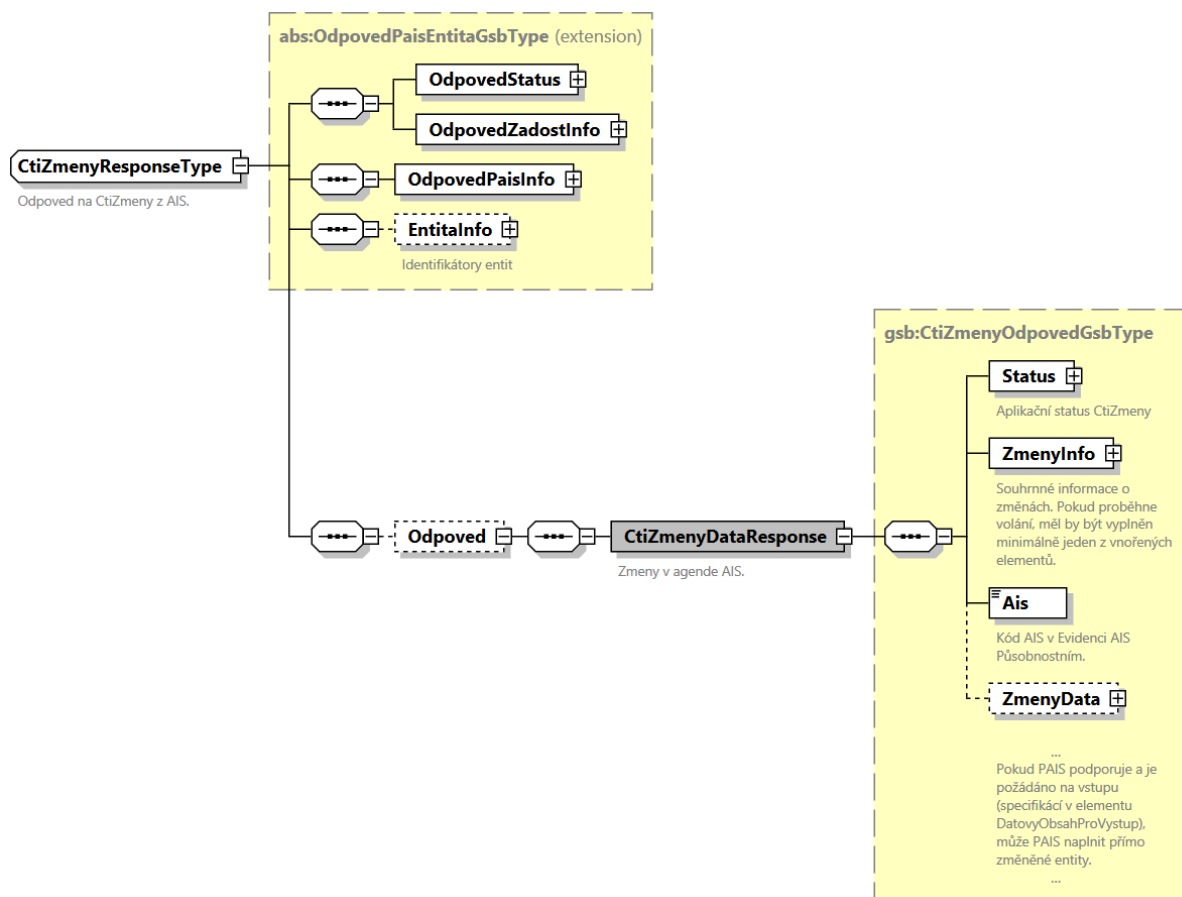 abs:OdpovedPaisEntitaGsbType (extension)
OdpovedStatus
OdpovedZadostInfo
CtiZmenyResponseType
Odpoved na CtiZmeny z AIS.
OdpovedPaisInfo
EntitaInfo
Identifikátory entit
gsb:CtiZmenyOdpovedGsbType
Status
Aplikační status CtiZmeny
ZmenyInfo
Souhrnné informace o
změnách. Pokud proběhne
volání, měl by být vyplněn
minimálně jeden z vnořených
elementů.
Odpoved
CtiZmenyDataResponse
Zmeny v agende AIS.
Ais
Kód AIS v Evidenci AIS
Působnostním.
ZmenyData
...
Pokud PAIS podporuje a je
požádáno na vstupu
(specifikácí v elementu
DatovyObsahProVystup),
může PAIS naplnit přímo
změněné entity.
...